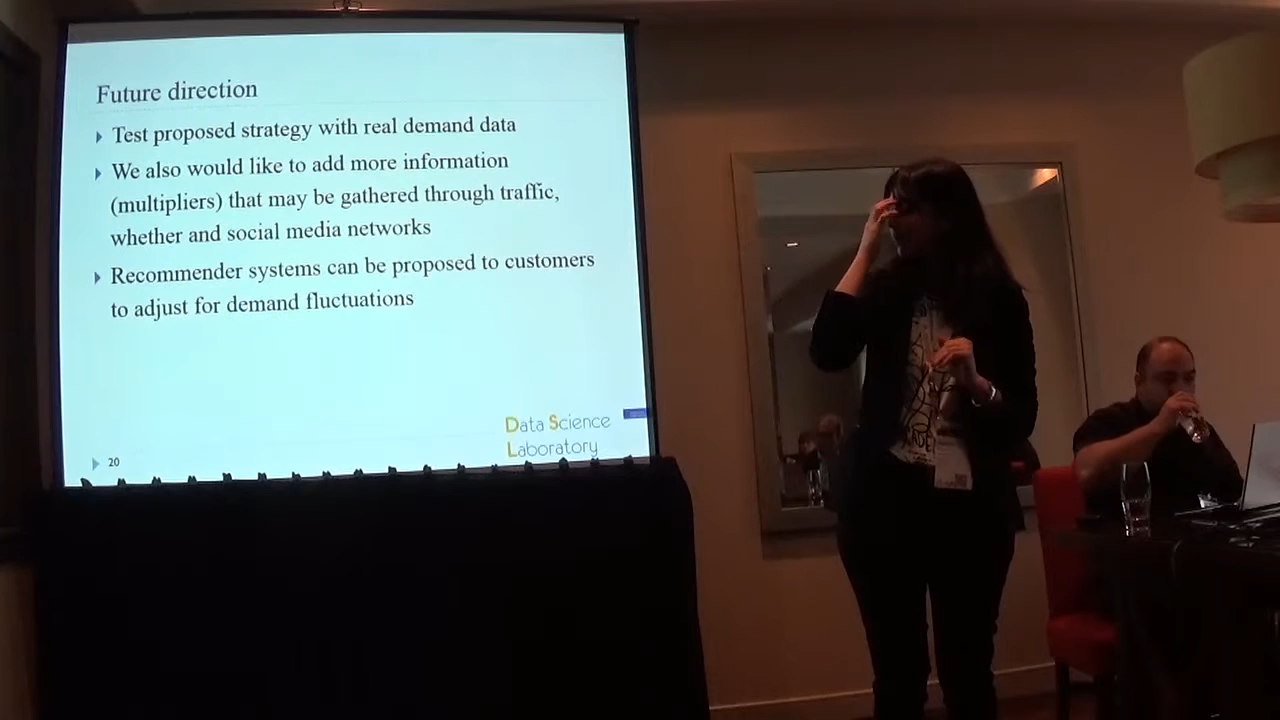 Future direction
Test proposed strategy with real demand data
We also would like to add more information
(multipliers) that may be gathered through traffic,
whether and social media networks
Recommender systems can be proposed to customers
to adjust for demand fluctuations
Data Science
Laboratory
20